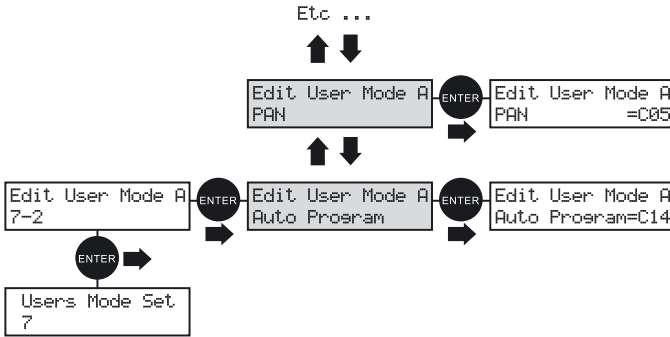 Etc ...
Edit User Mode A
PAN
ENTER
Edit User Mode A
PAN =C05
Edit User Mode A
7-2
ENTER
Edit User Mode A
Auto Program
ENTER
Edit User Mode A
Auto Program=C14
ENTER
Users Mode Set
7